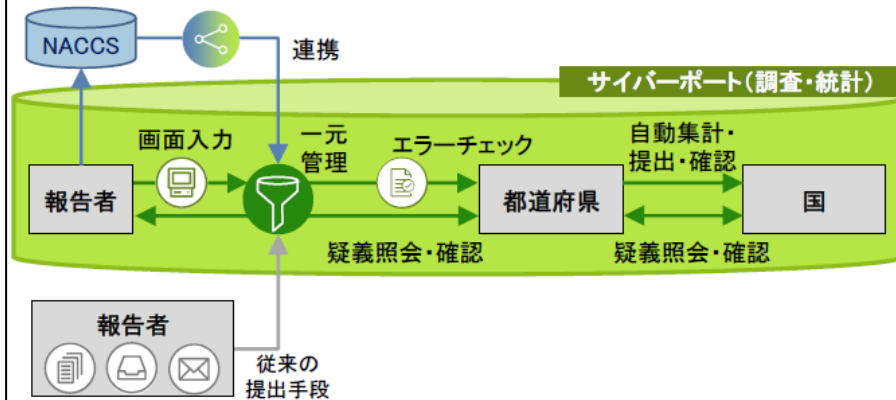 NACCS
連携
サイバーポート(調査・統計)
画面入力
一元
管理
エラーチェック
自動集計・
提出・確認
報告者
都道府県
国
疑義照会・確認
疑義照会・確認
報告者
従来の
提出手段